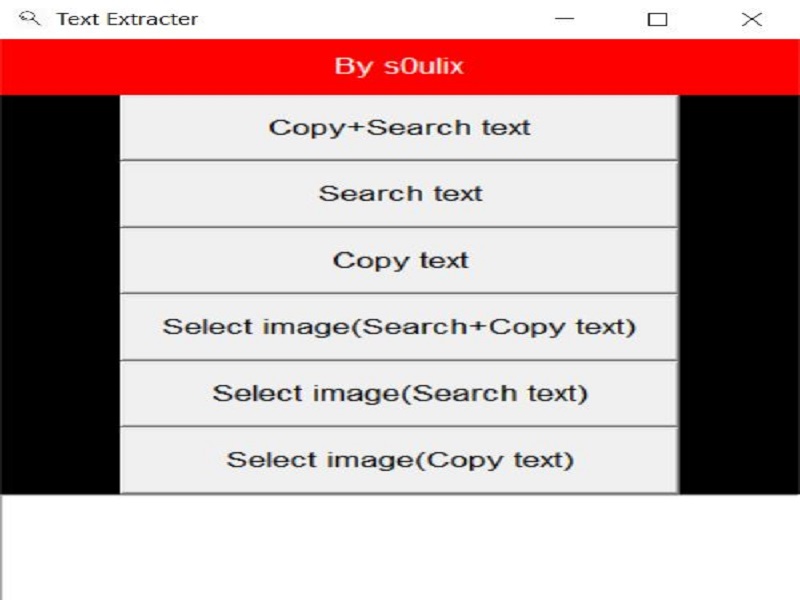 Text Extracter
By s0ulix
Copy+Search text
Search text
Copy text
Select image(Search+Copy text)
Select image(Search text)
Select image(Copy text)